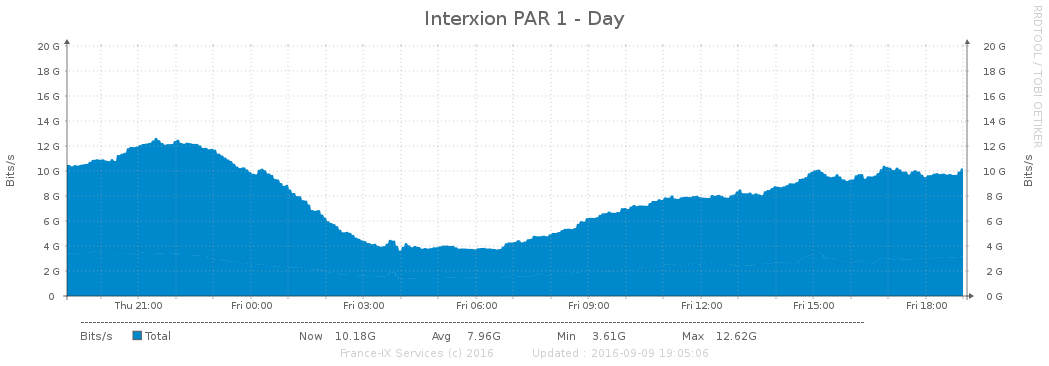 Interxion PAR 1 - Day
RRDTOOL / TOBI OETIKER
Bits/s
20 G 20 G
18 G 18 G
16 G 16 G
14 G 14 G
12 G 12 G
10 G 10 G
8 G 8 G
6 G 6 G
4 G 4 G
2 G 2 G
0 0 G
Bits/s
Thu 21:00 Fri 00:00 Fri 03:00 Fri 06:00 Fri 09:00 Fri 12:00 Fri 15:00 Fri 18:00
Bits/s Total Now 10.18G Avg 7.96G Min 3.61G Max 12.62G
France-IX Services (c) 2016 Updated : 2016-09-09 19:05:06